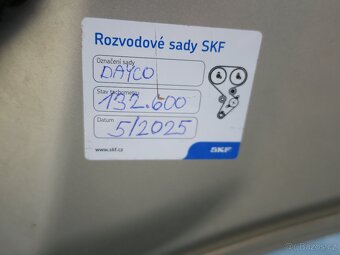 Rozvodové sady SKF
Označení sady
DAYCO
Stav tachometru
132.600
Datum
5/2025
www.skf.cz
SKF